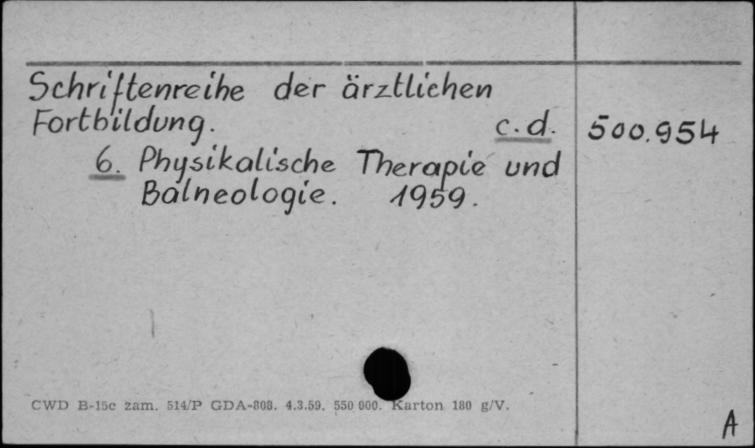 Schriftenreihe der ärztlichen
Fortbildung. c.d. 500.954
6. Physikalische Therapie und
Balneologie. 1959.
CWD B-15c zam. 514/P GDA-808. 4.3.59. 550 000. Karton 180 g/V.
A